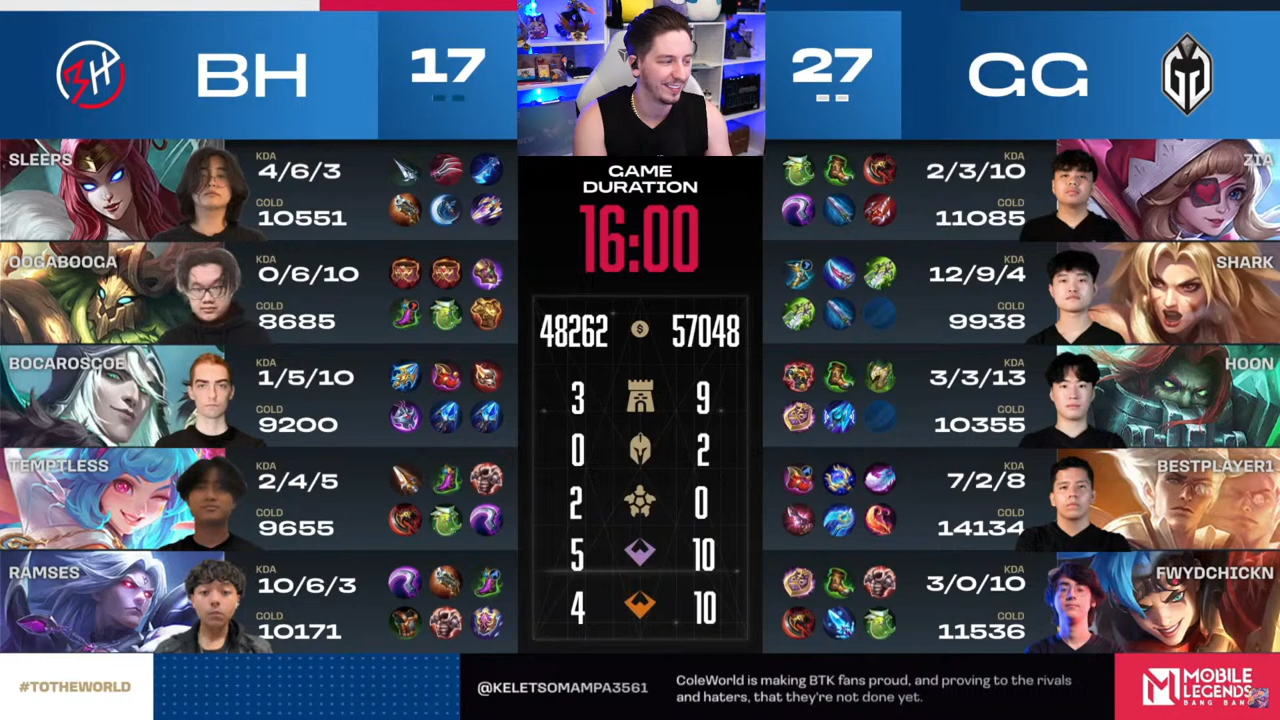 BH
17
27
GG
GAME
DURATION
16:00
SLEEPS
KDA
4/6/3
GOLD
10551
OOGABOOGA
KDA
0/6/10
GOLD
8685
BOCAROSCOE
KDA
1/5/10
GOLD
9200
TEMPTLESS
KDA
2/4/5
GOLD
9655
RAMSES
KDA
10/6/3
GOLD
10171
48262 57048
3 9
0 2
2 0
5 10
4 10
KDA
2/3/10
ZIA
GOLD
11085
KDA
12/9/4
SHARK
GOLD
9938
KDA
3/3/13
HOON
GOLD
10355
KDA
7/2/8
BESTPLAYER1
GOLD
14134
KDA
3/0/10
FWYDCHICKN
GOLD
11536
#TOTHEWORLD
@KELETSOMAMPA3561
ColeWorld is making BTK fans proud, and proving to the rivals
and haters, that they're not done yet.
MOBILE
LEGENDS
BANG BANG